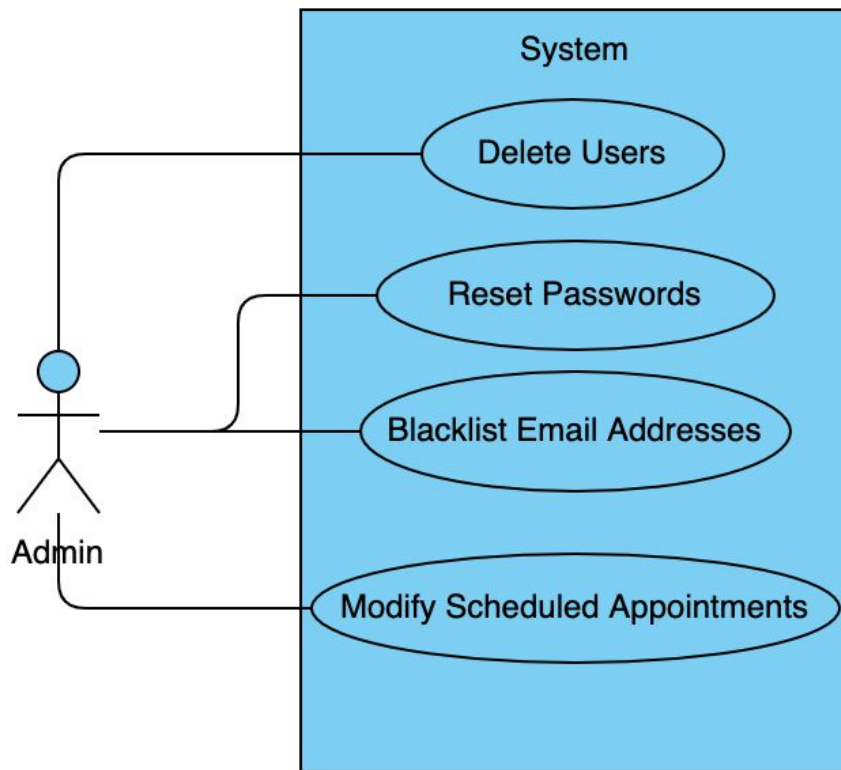 System
Delete Users
Reset Passwords
Blacklist Email Addresses
Admin
Modify Scheduled Appointments